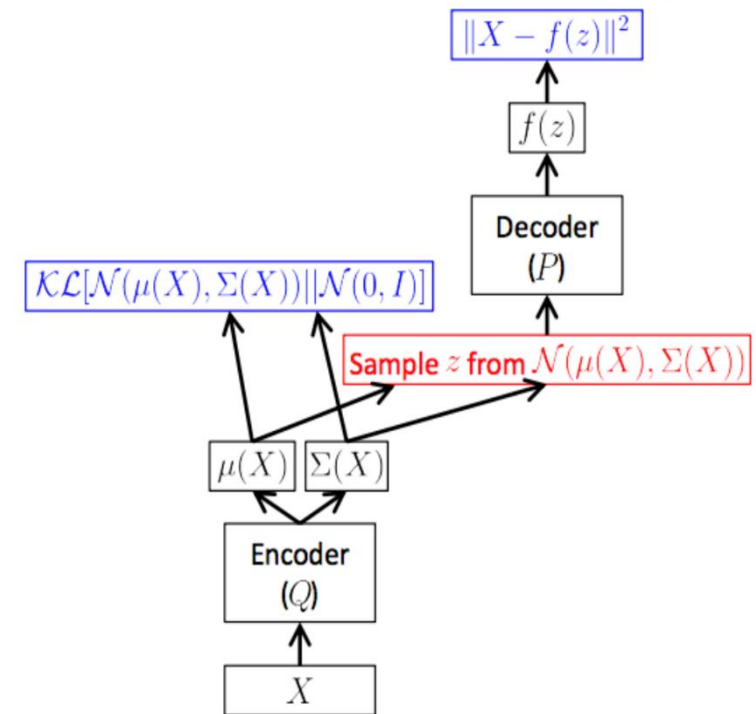 ‖X − f(z)‖²
f(z)
Decoder
(P)
𝒦ℒ[𝒩(μ(X), Σ(X))||𝒩(0, I)]
Sample z from 𝒩(μ(X), Σ(X))
μ(X) Σ(X)
Encoder
(Q)
X